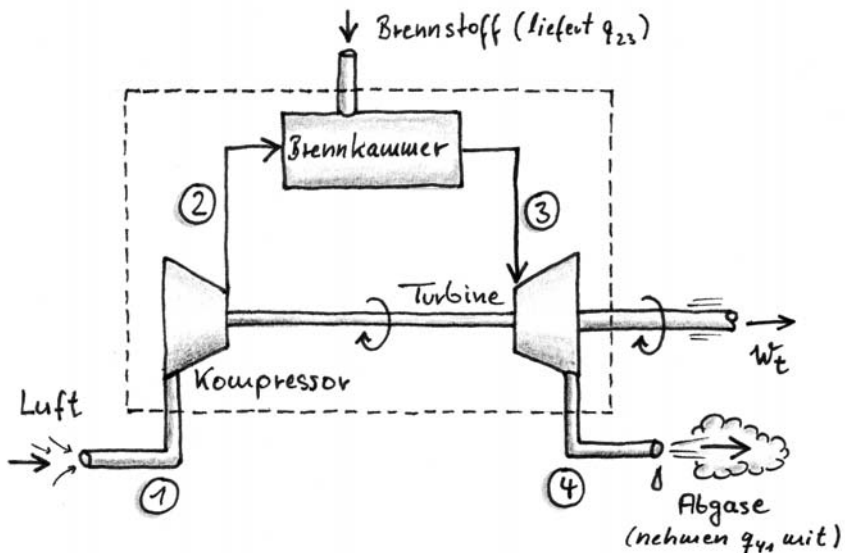 Brennstoff (liefert q23)
Brennkammer
2
3
Turbine
Kompressor
wt
Luft
1
4
Abgase
(nehmen q41 mit)